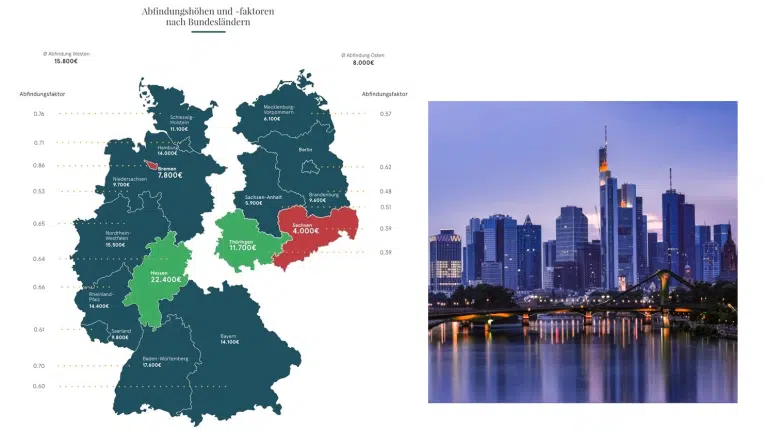 Abfindungshöhen und -faktoren
nach Bundesländern
Ø Abfindung Westen
15.800€
Ø Abfindung Osten
8.000€
Abfindungsfaktor
Abfindungsfaktor
0.76
0.71
0.86
0.53
0.65
0.64
0.66
0.61
0.70
0.60
0.57
0.62
0.48
0.51
0.59
0.39
Schleswig-
Holstein
11.100€
Hamburg
14.000€
Bremen
7.800€
Niedersachsen
9.700€
Nordrhein-
Westfalen
15.500€
Hessen
22.400€
Rheinland-
Pfalz
14.400€
Saarland
9.800€
Baden-Würtemberg
17.600€
Bayern
14.100€
Mecklenburg-
Vorpommern
6.100€
Berlin
Brandenburg
9.600€
Sachsen-Anhalt
5.900€
Sachsen
4.000€
Thüringen
11.700€